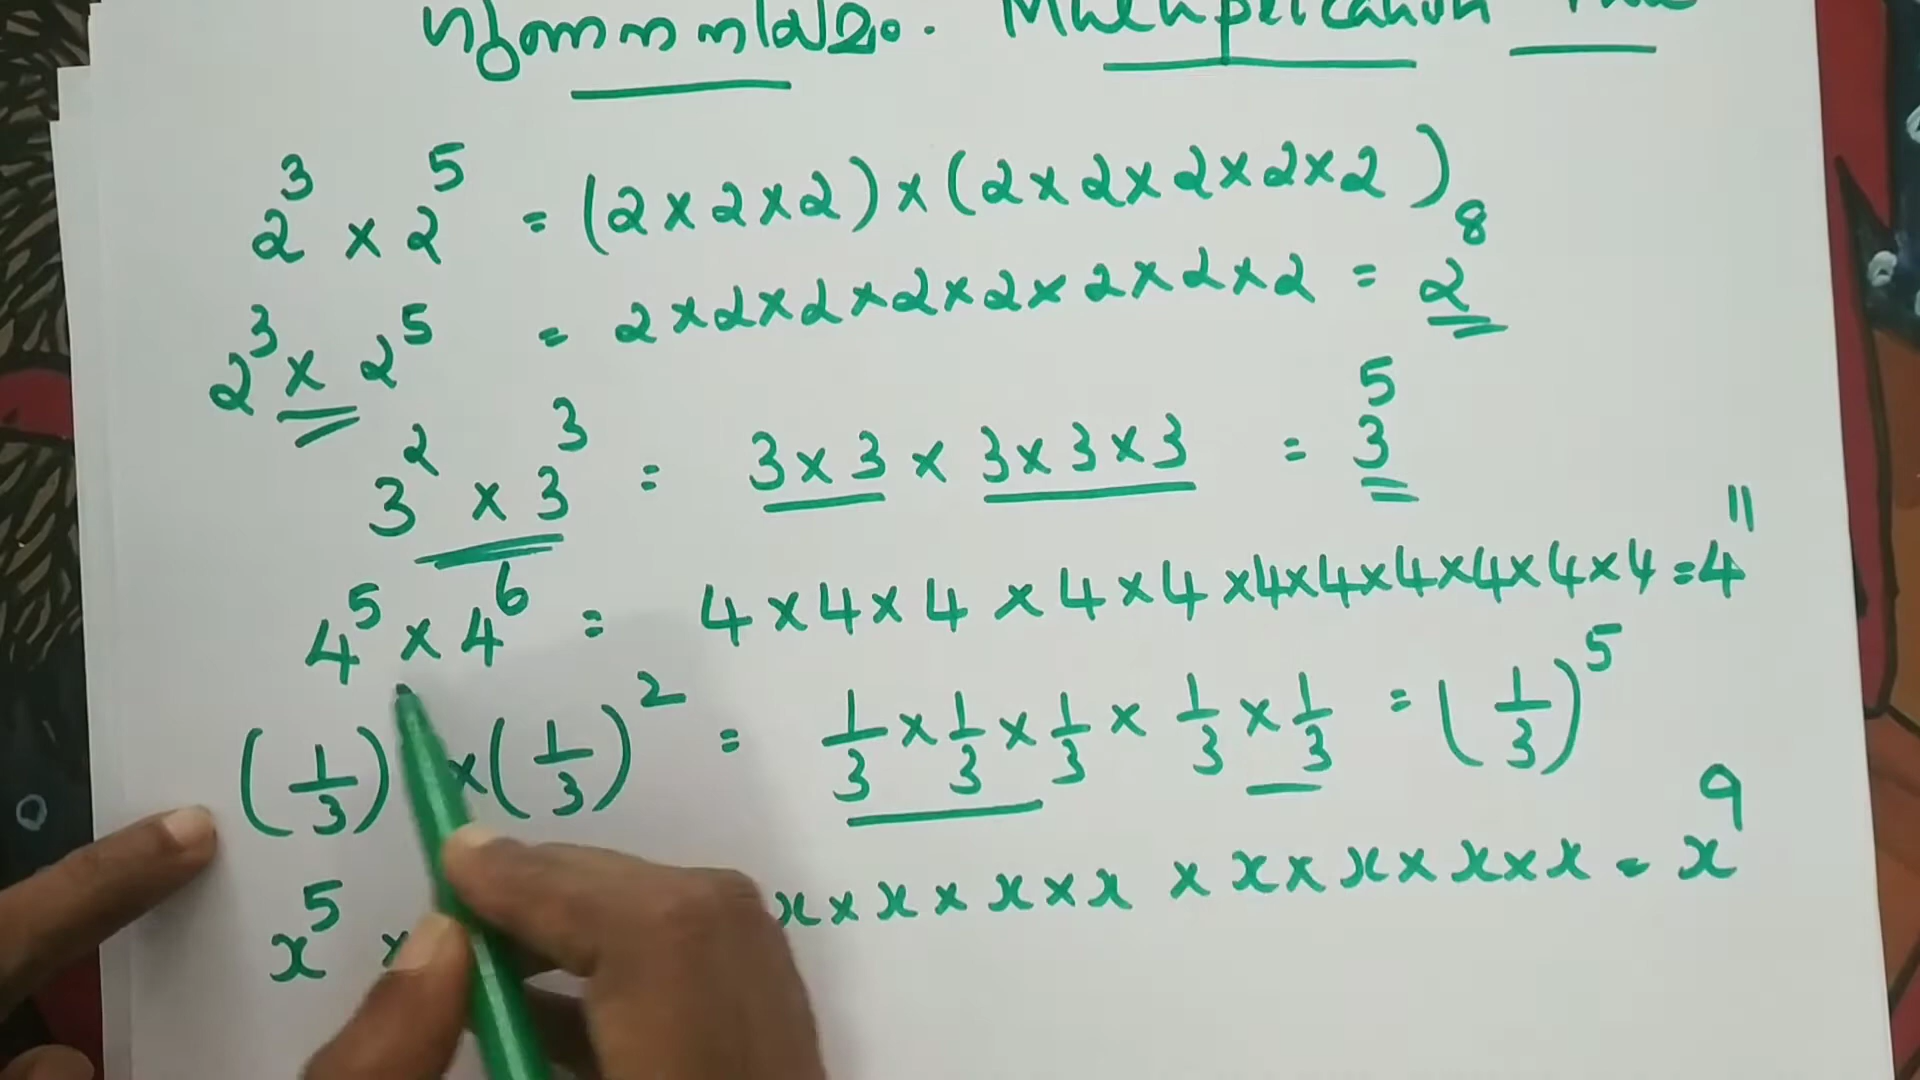 ഗുണനനിയമം. Multiplication
2³ × 2⁵ = (2×2×2)×(2×2×2×2×2)
2³ × 2⁵ = 2×2×2×2×2×2×2×2 = 2⁸
3² × 3³ = 3×3 × 3×3×3 = 3⁵
4⁵ × 4⁶ = 4×4×4 ×4×4 ×4×4×4×4×4×4=4¹¹
(1/3) ×(1/3)² = 1/3×1/3×1/3× 1/3×1/3 = (1/3)⁵
x⁵ × x×x×x×x × x×x×x×x = x⁹